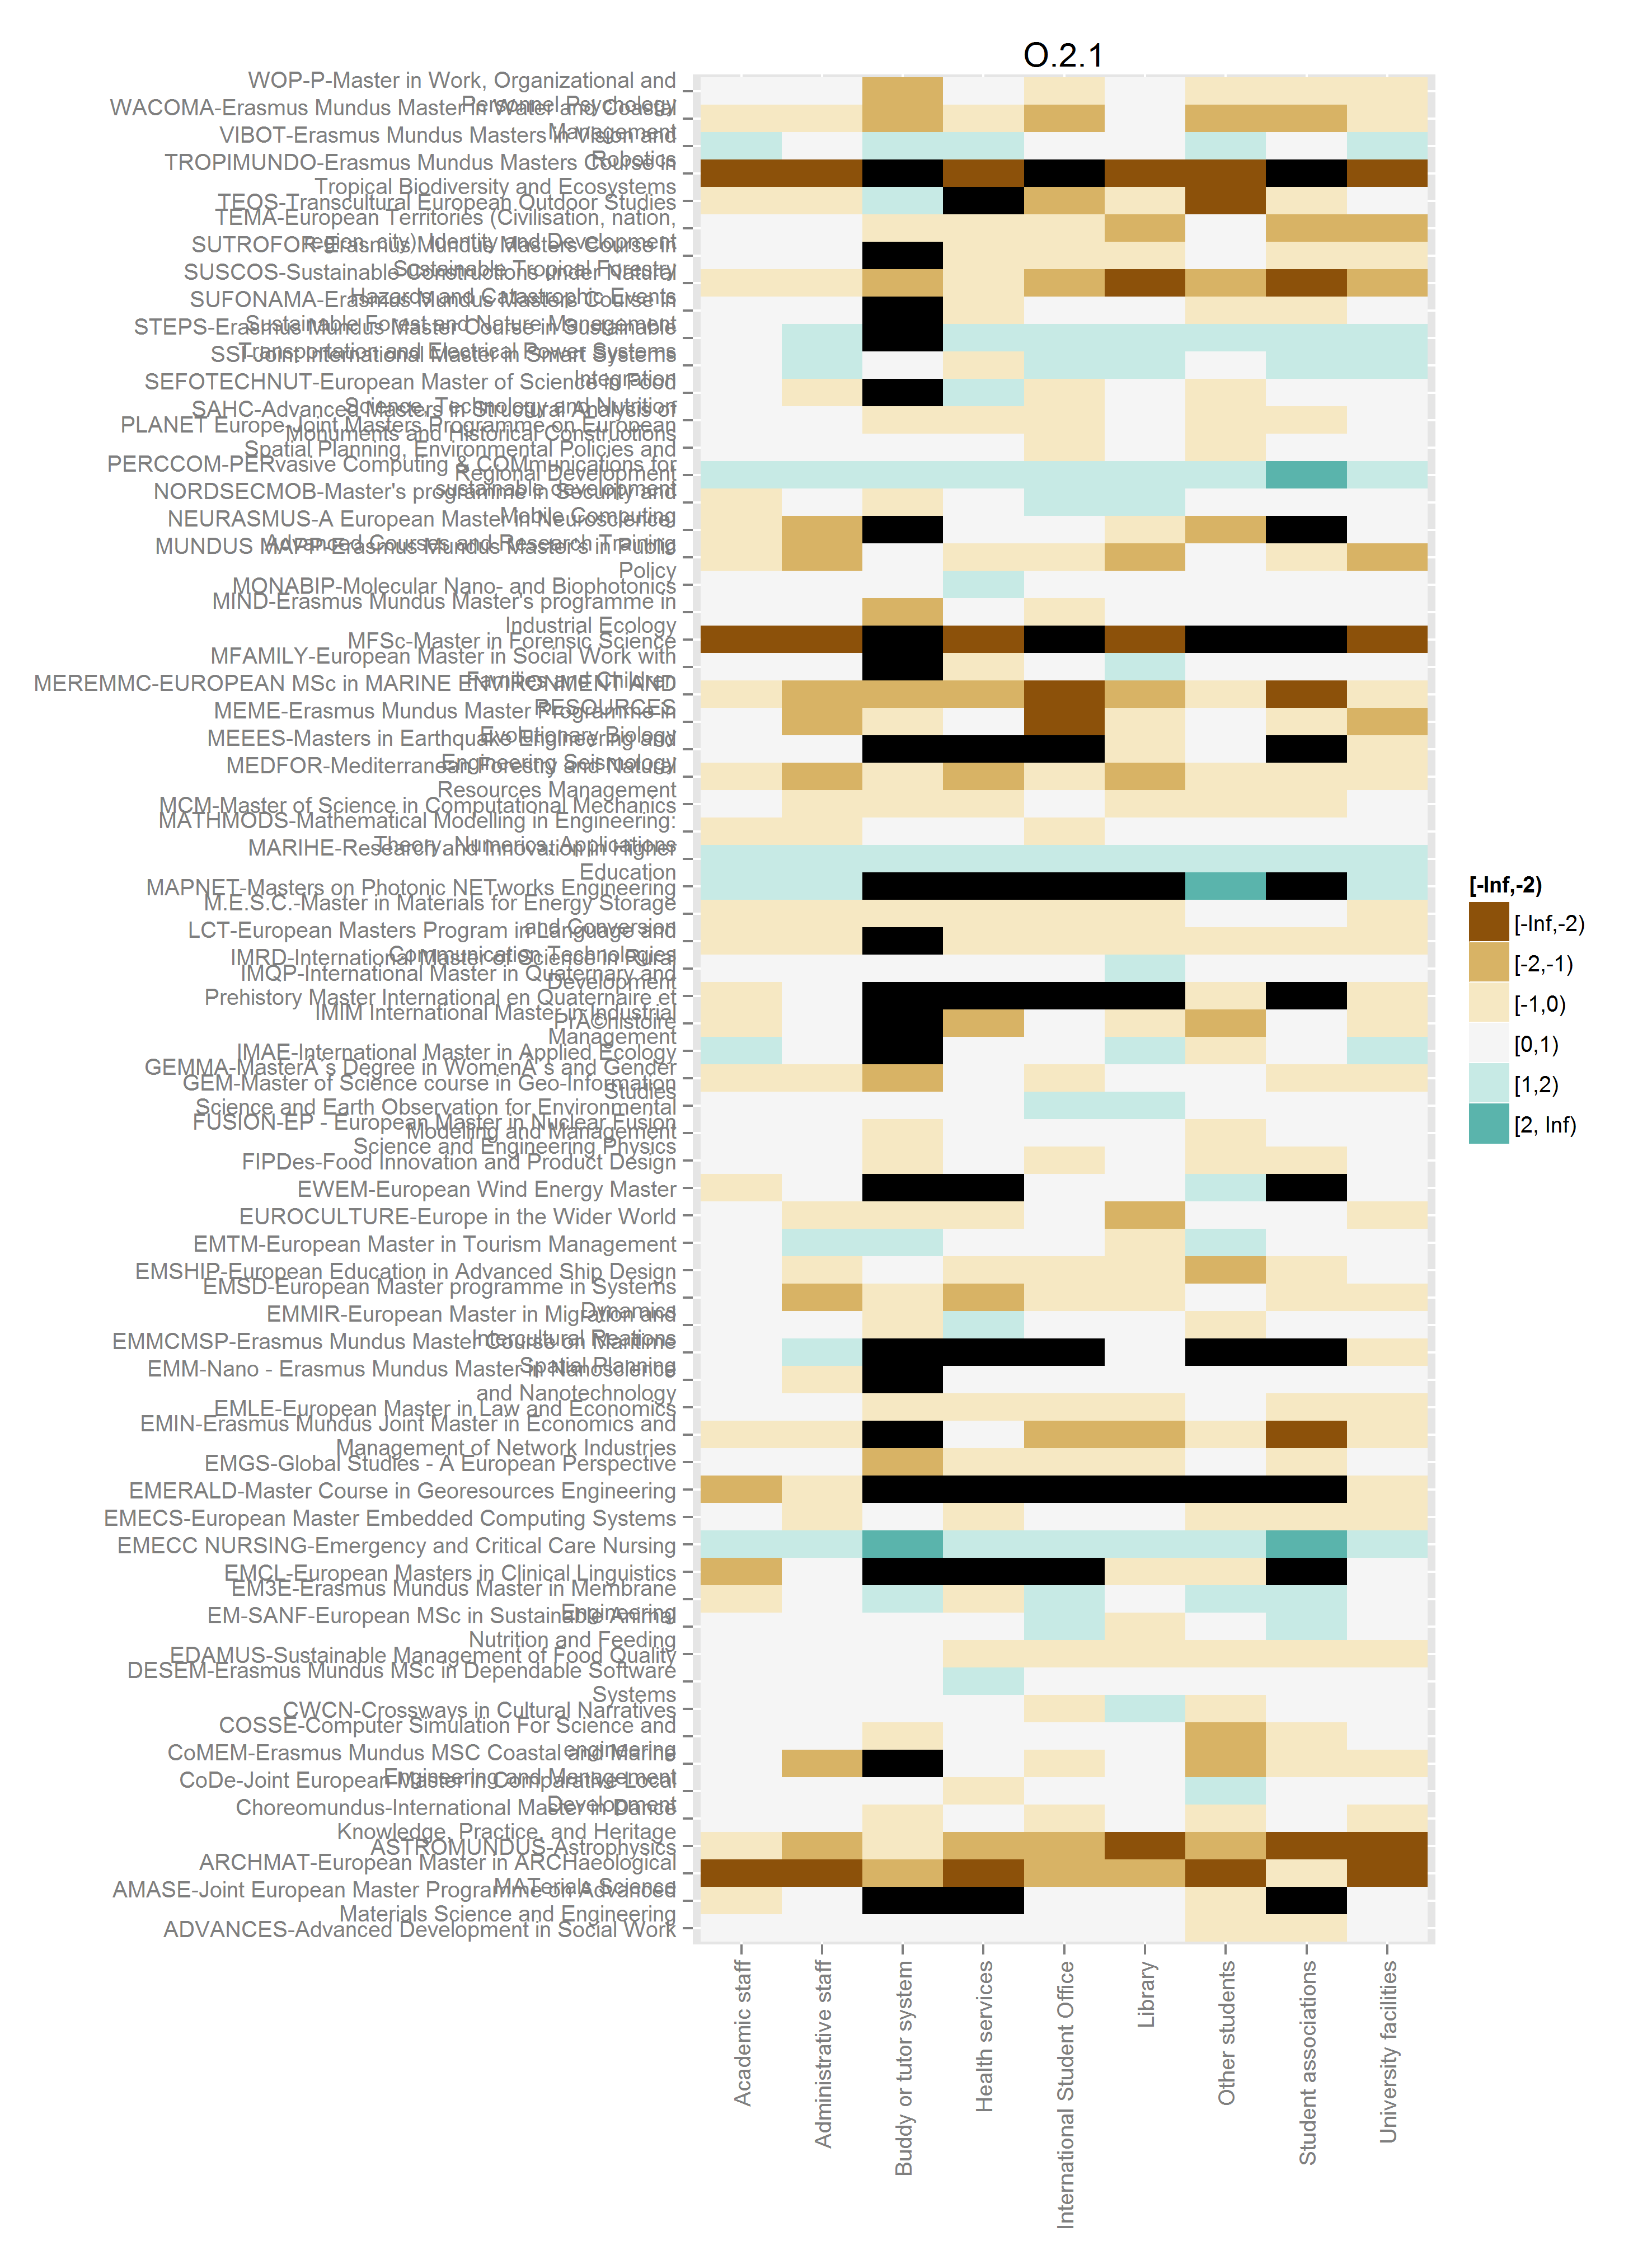 O.2.1
WOP-P-Master in Work, Organizational and
Personnel Psychology
WACOMA-Erasmus Mundus Master in Water and Coastal
Management
VIBOT-Erasmus Mundus Masters in Vision and
Robotics
TROPIMUNDO-Erasmus Mundus Masters Course in
Tropical Biodiversity and Ecosystems
TEOS-Transcultural European Outdoor Studies
TEMA-European Territories (Civilisation, nation,
region, city): Identity and Development
SUTROFOR-Erasmus Mundus Masters Course in
Sustainable Tropical Forestry
SUSCOS-Sustainable Constructions under Natural
Hazards and Catastrophic Events
SUFONAMA-Erasmus Mundus Masters Course in
Sustainable Forest and Nature Management
STEPS-Erasmus Mundus Master Course in Sustainable
Transportation and Electrical Power Systems
SSI-Joint International Master in Smart Systems
Integration
SEFOTECHNUT-European Master of Science in Food
Science, Technology and Nutrition
SAHC-Advanced Masters in Structural Analysis of
Monuments and Historical Constructions
PLANET Europe-Joint Masters Programme on European
Spatial Planning, Environmental Policies and
Regional Development
PERCCOM-PERvasive Computing & COMmunications for
sustainable development
NORDSECMOB-Master's programme in Security and
Mobile Computing
NEURASMUS-A European Master in Neuroscience:
Advanced Courses and Research Training
MUNDUS MAPP-Erasmus Mundus Master's in Public
Policy
MONABIP-Molecular Nano- and Biophotonics
MIND-Erasmus Mundus Master's programme in
Industrial Ecology
MFSc-Master in Forensic Science
MFAMILY-European Master in Social Work with
Families and Children
MEREMMC-EUROPEAN MSc in MARINE ENVIRONMENT AND
RESOURCES
MEME-Erasmus Mundus Master Programme in
Evolutionary Biology
MEEES-Masters in Earthquake Engineering and
Engineering Seismology
MEDFOR-Mediterranean Forestry and Natural
Resources Management
MCM-Master of Science in Computational Mechanics
MATHMODS-Mathematical Modelling in Engineering:
Theory, Numerics, Applications
MARIHE-Research and Innovation in Higher
Education
MAPNET-Masters on Photonic NETworks Engineering
M.E.S.C.-Master in Materials for Energy Storage
and Conversion
LCT-European Masters Program in Language and
Communication Technologies
IMRD-International Master of Science in Rural
Development
IMQP-International Master in Quaternary and
Prehistory Master International en Quaternaire et
PrÃ©histoire
IMIM International Master in Industrial
Management
IMAE-International Master in Applied Ecology
GEMMA-MasterÂ´s Degree in WomenÂ´s and Gender
Studies
GEM-Master of Science course in Geo-Information
Science and Earth Observation for Environmental
Modelling and Management
FUSION-EP - European Master in Nuclear Fusion
Science and Engineering Physics
FIPDes-Food Innovation and Product Design
EWEM-European Wind Energy Master
EUROCULTURE-Europe in the Wider World
EMTM-European Master in Tourism Management
EMSHIP-European Education in Advanced Ship Design
EMSD-European Master programme in Systems
Dynamics
EMMIR-European Master in Migration and
Intercultural Reations
EMMCMSP-Erasmus Mundus Master Course on Maritime
Spatial Planning
EMM-Nano - Erasmus Mundus Master in Nanoscience
and Nanotechnology
EMLE-European Master in Law and Economics
EMIN-Erasmus Mundus Joint Master in Economics and
Management of Network Industries
EMGS-Global Studies - A European Perspective
EMERALD-Master Course in Georesources Engineering
EMECS-European Master Embedded Computing Systems
EMECC NURSING-Emergency and Critical Care Nursing
EMCL-European Masters in Clinical Linguistics
EM3E-Erasmus Mundus Master in Membrane
Engineering
EM-SANF-European MSc in Sustainable Animal
Nutrition and Feeding
EDAMUS-Sustainable Management of Food Quality
DESEM-Erasmus Mundus MSc in Dependable Software
Systems
CWCN-Crossways in Cultural Narratives
COSSE-Computer Simulation For Science and
engineering
CoMEM-Erasmus Mundus MSC Coastal and Marine
Engineering and Management
CoDe-Joint European Master in Comparative Local
Development
Choreomundus-International Master in Dance
Knowledge, Practice, and Heritage
ASTROMUNDUS-Astrophysics
ARCHMAT-European Master in ARCHaeological
MATerials Science
AMASE-Joint European Master Programme on Advanced
Materials Science and Engineering
ADVANCES-Advanced Development in Social Work
Academic staff
Administrative staff
Buddy or tutor system
Health services
International Student Office
Library
Other students
Student associations
University facilities
[-Inf,-2)
[-Inf,-2)
[-2,-1)
[-1,0)
[0,1)
[1,2)
[2, Inf)